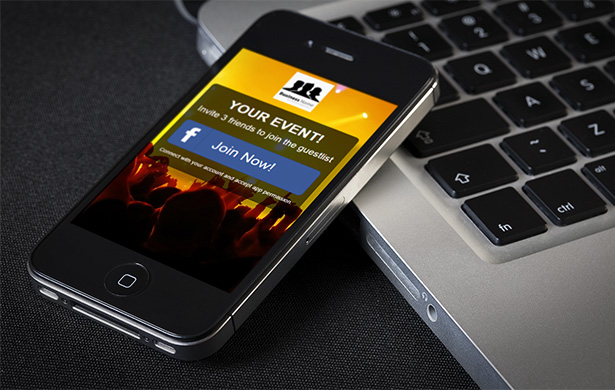 Business Name
YOUR EVENT!
Invite 3 friends to join the guestlist
f Join Now!
Connect with your account and accept app permission
Q
A
Z
fn
ctrl